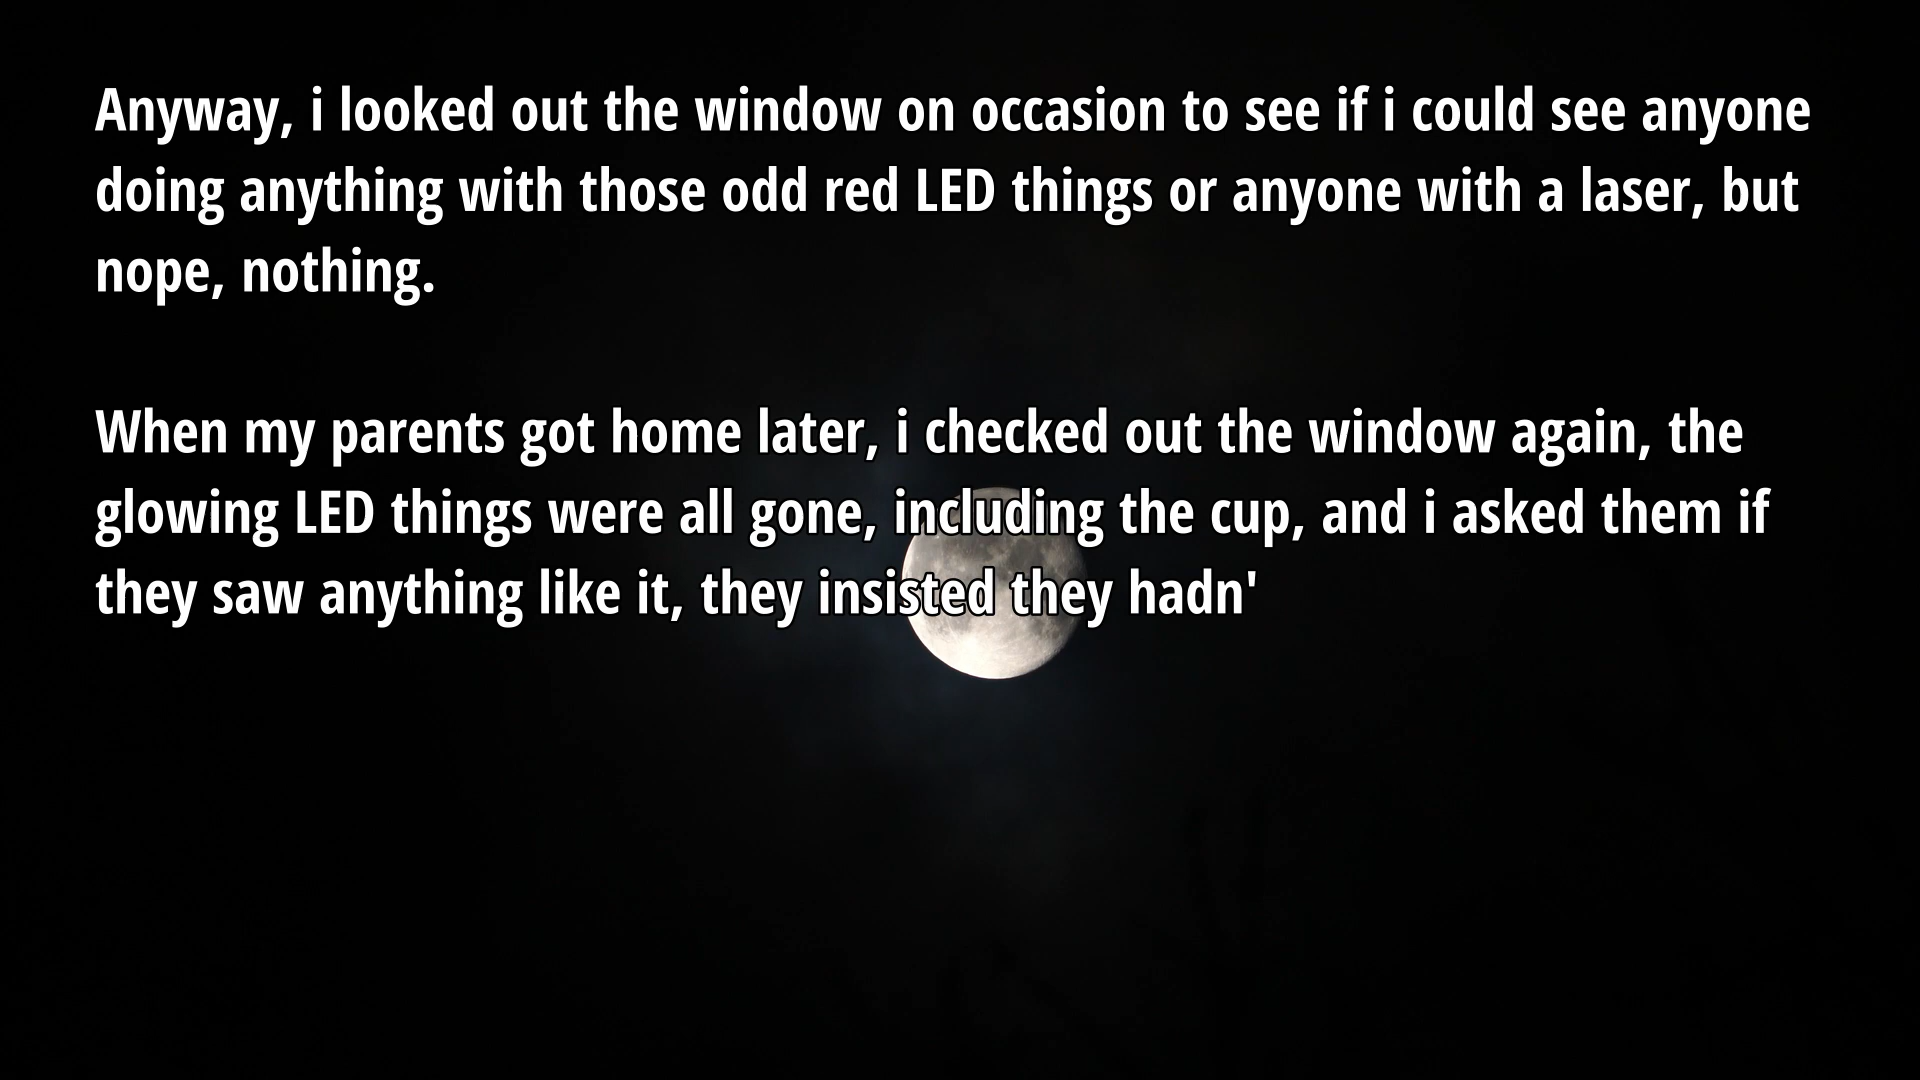 Anyway, i looked out the window on occasion to see if i could see anyone
doing anything with those odd red LED things or anyone with a laser, but
nope, nothing.
When my parents got home later, i checked out the window again, the
glowing LED things were all gone, including the cup, and i asked them if
they saw anything like it, they insisted they hadn'